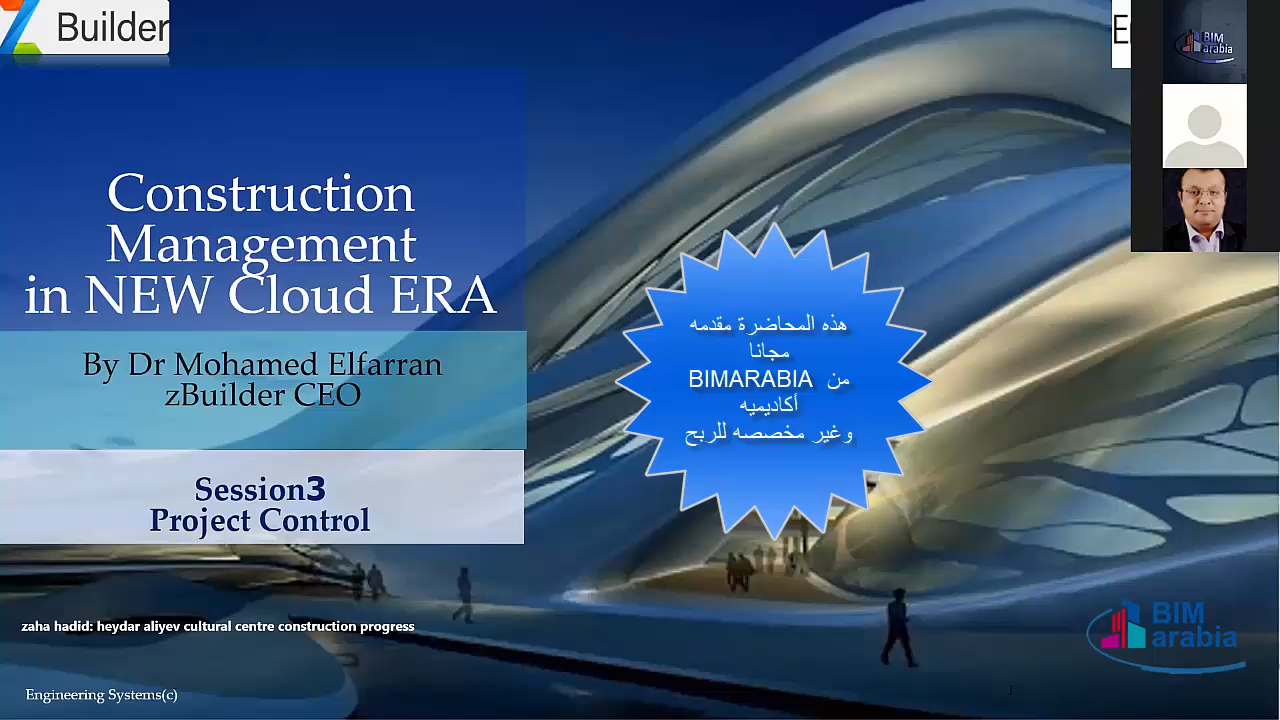 Builder
E
BIM
arabia
Construction
Management
in NEW Cloud ERA
By Dr Mohamed Elfarran
zBuilder CEO
Session3
Project Control
هذه المحاضرة مقدمه
مجانا
من BIMARABIA
أكاديميه
وغير مخصصه للربح
zaha hadid: heydar aliyev cultural centre construction progress
BIM
arabia
Engineering Systems(c)
1